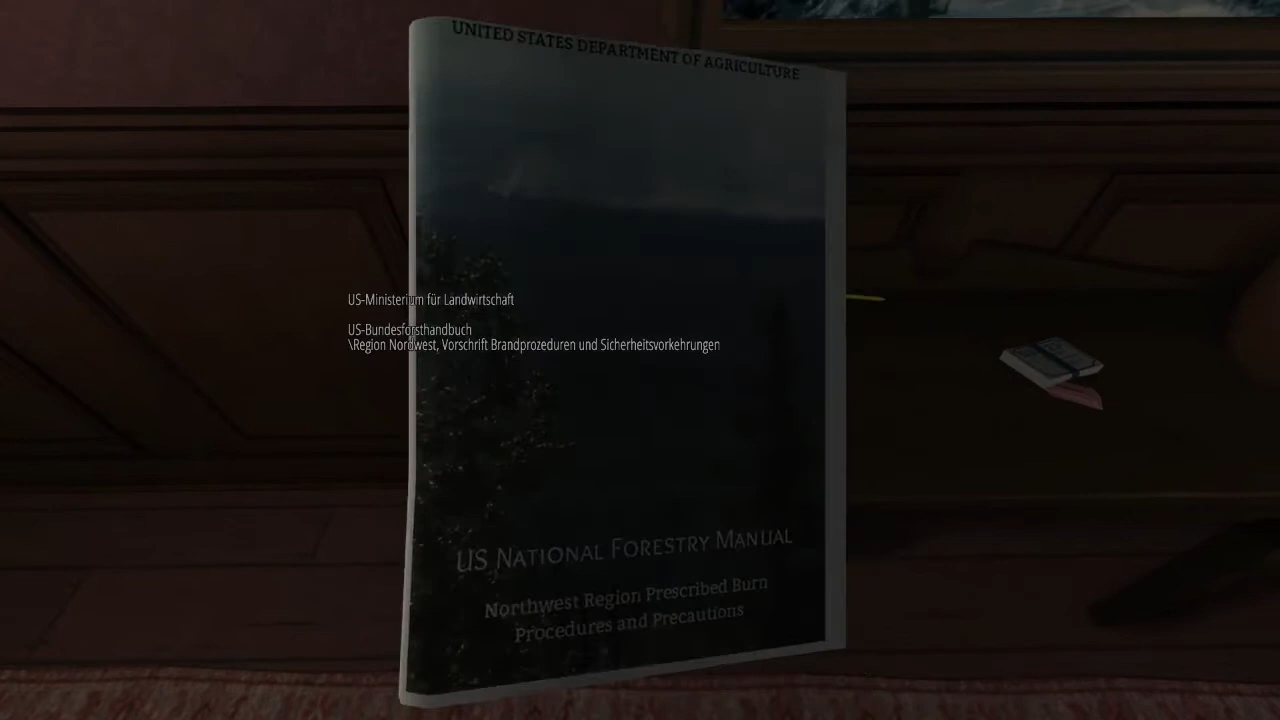 UNITED STATES DEPARTMENT OF AGRICULTURE
US-Ministerium für Landwirtschaft
US-Bundesforsthandbuch
\Region Nordwest, Vorschrift Brandprozeduren und Sicherheitsvorkehrungen
US NATIONAL FORESTRY MANUAL
Northwest Region Prescribed Burn
Procedures and Precautions